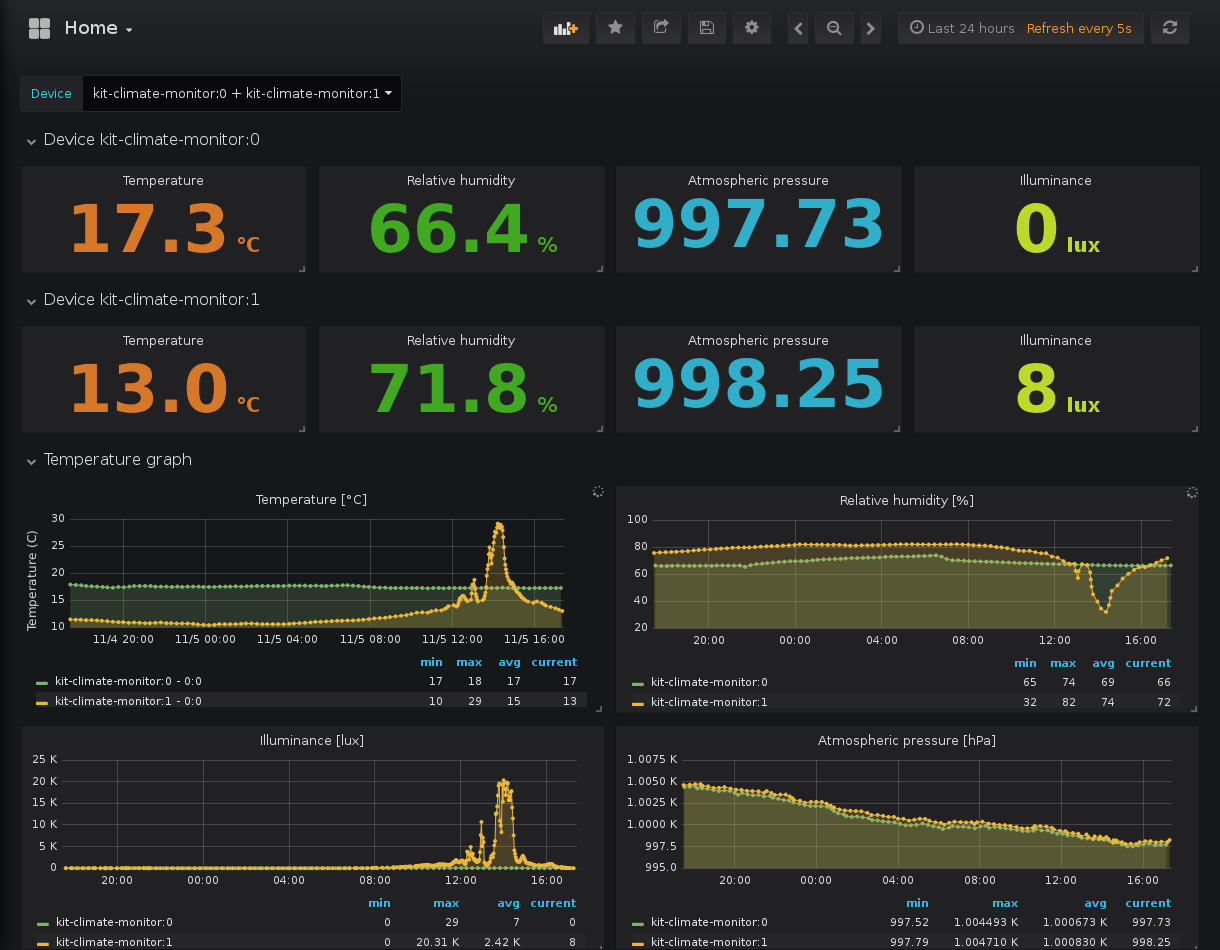 Home
Last 24 hours Refresh every 5s
Device kit-climate-monitor:0 + kit-climate-monitor:1
Device kit-climate-monitor:0
Temperature Relative humidity Atmospheric pressure Illuminance
17.3 °C 66.4 % 997.73 0 lux
Device kit-climate-monitor:1
Temperature Relative humidity Atmospheric pressure Illuminance
13.0 °C 71.8 % 998.25 8 lux
Temperature graph
Temperature [°C]
Temperature (C)
30
25
20
15
10
11/4 20:00 11/5 00:00 11/5 04:00 11/5 08:00 11/5 12:00 11/5 16:00
min max avg current
kit-climate-monitor:0 - 0:0 17 18 17 17
kit-climate-monitor:1 - 0:0 10 29 15 13
Relative humidity [%]
100
80
60
40
20
20:00 00:00 04:00 08:00 12:00 16:00
min max avg current
kit-climate-monitor:0 65 74 69 66
kit-climate-monitor:1 32 82 74 72
Illuminance [lux]
25 K
20 K
15 K
10 K
5 K
0
20:00 00:00 04:00 08:00 12:00 16:00
min max avg current
kit-climate-monitor:0 0 29 7 0
kit-climate-monitor:1 0 20.31 K 2.42 K 8
Atmospheric pressure [hPa]
1.0075 K
1.0050 K
1.0025 K
1.0000 K
997.5
995.0
20:00 00:00 04:00 08:00 12:00 16:00
min max avg current
kit-climate-monitor:0 997.52 1.004493 K 1.000673 K 997.73
kit-climate-monitor:1 997.79 1.004710 K 1.000830 K 998.25